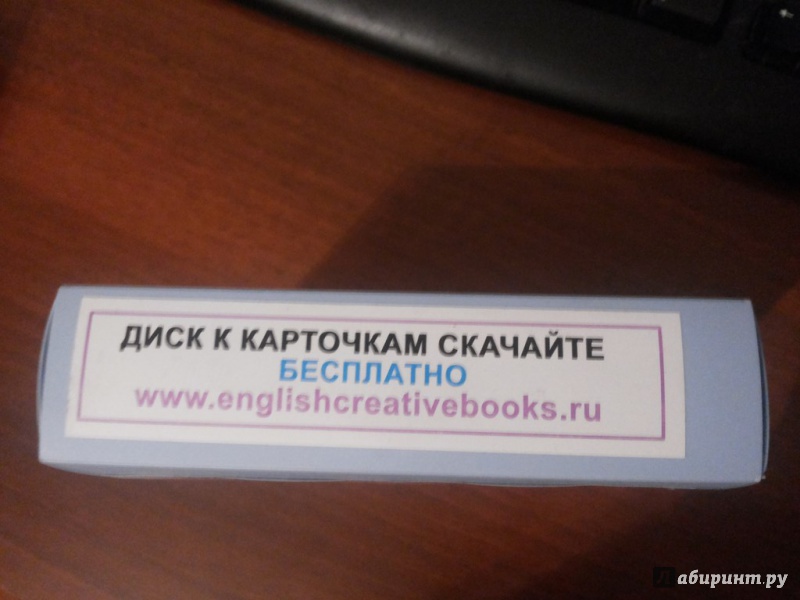 ДИСК К КАРТОЧКАМ СКАЧАЙТЕ
БЕСПЛАТНО
www.englishcreativebooks.ru
Лабиринт.ру